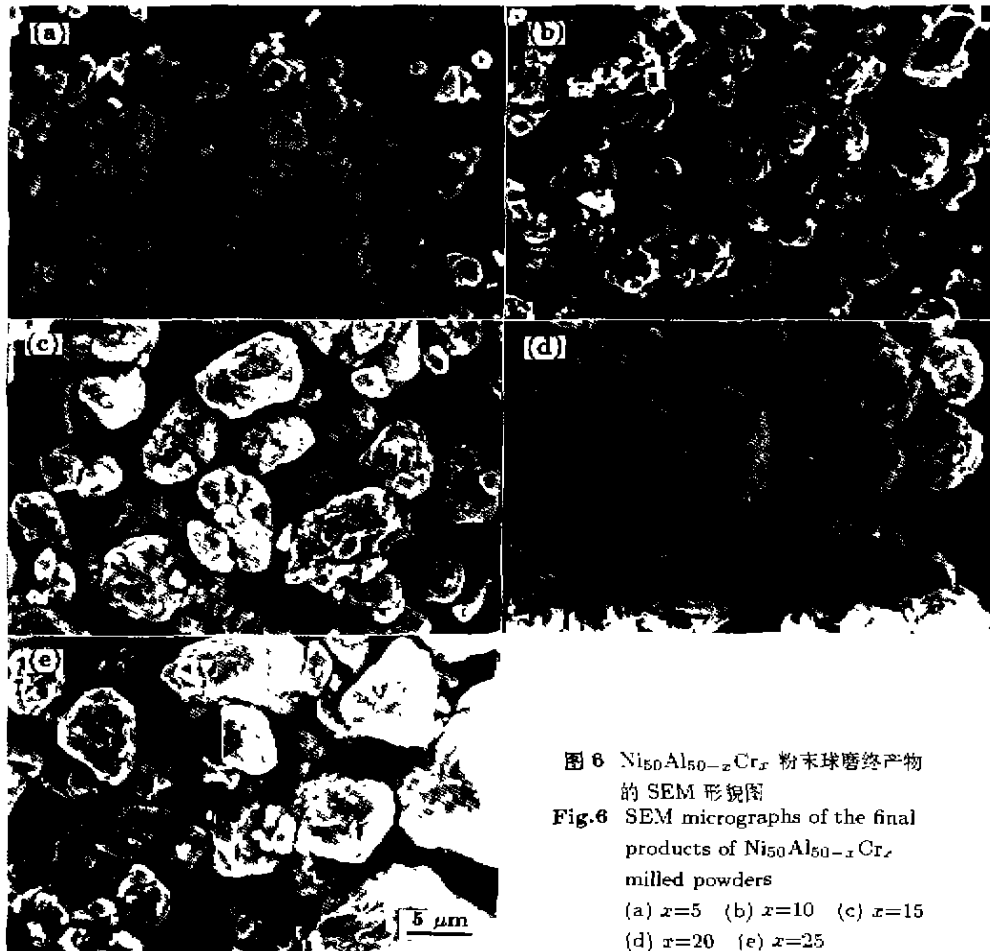 (a)
(b)
(c)
(d)
(e)
5 μm
图 6 Ni₅₀Al₅₀₋ₓCrₓ 粉末球磨终产物
的 SEM 形貌图
Fig.6 SEM micrographs of the final
products of Ni₅₀Al₅₀₋ₓCrₓ
milled powders
(a) x=5 (b) x=10 (c) x=15
(d) x=20 (e) x=25